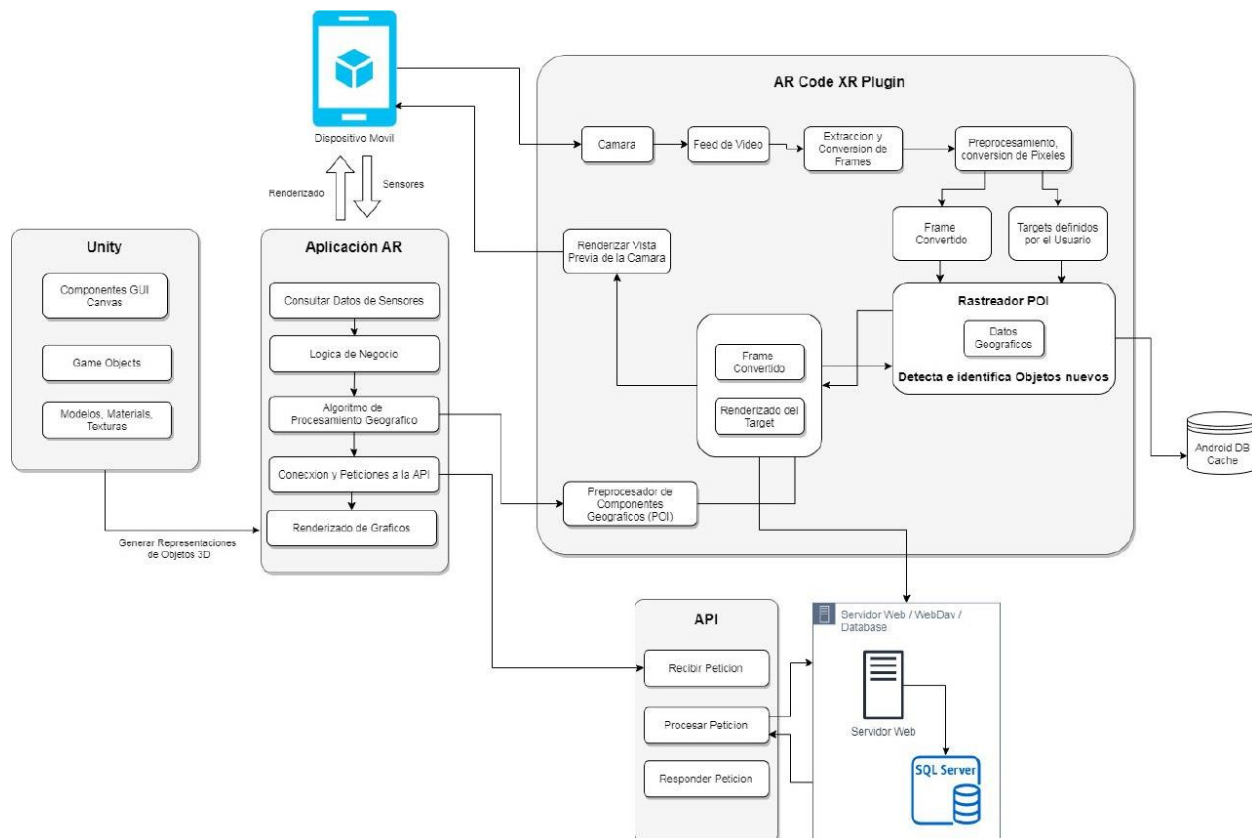 Dispositivo Movil
Renderizado
Sensores
Unity
Componentes GUI
Canvas
Game Objects
Modelos, Materials,
Texturas
Generar Representaciones
de Objetos 3D
Aplicación AR
Consultar Datos de Sensores
Logica de Negocio
Algoritmo de
Procesamiento Geografico
Conecxion y Peticiones a la API
Renderizado de Graficos
AR Code XR Plugin
Camara
Feed de Video
Extraccion y
Conversion de
Frames
Preprocesamiento,
conversion de Pixeles
Frame
Convertido
Targets definidos
por el Usuario
Renderizar Vista
Previa de la Camara
Rastreador POI
Datos
Geograficos
Detecta e identifica Objetos nuevos
Frame
Convertido
Renderizado del
Target
Preprocesador de
Componentes
Geograficos (POI)
Android DB
Cache
API
Recibir Peticion
Procesar Peticion
Responder Peticion
Servidor Web / WebDav /
Database
Servidor Web
SQL Server